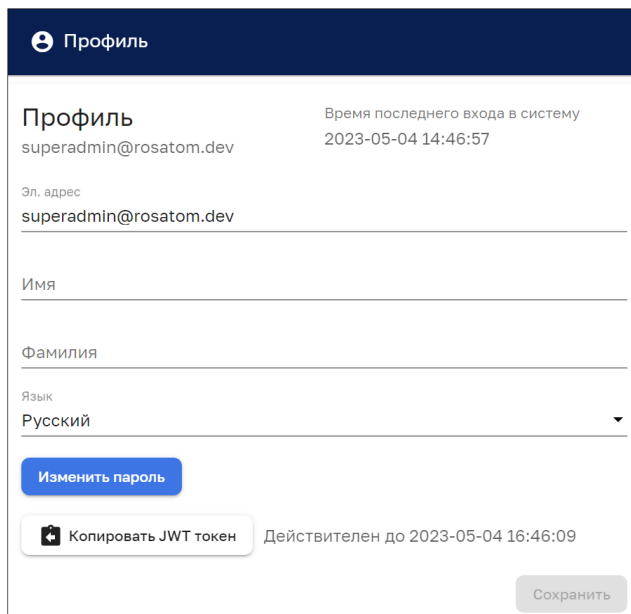 Профиль
Профиль
superadmin@rosatom.dev
Время последнего входа в систему
2023-05-04 14:46:57
Эл. адрес
superadmin@rosatom.dev
Имя
Фамилия
Язык
Русский
Изменить пароль
Копировать JWT токен
Действителен до 2023-05-04 16:46:09
Сохранить